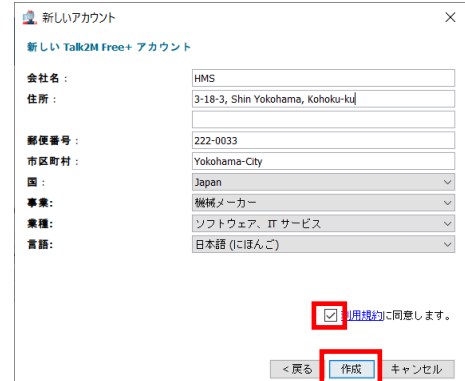 新しいアカウント
新しい Talk2M Free+ アカウント
会社名 : HMS
住所 : 3-18-3, Shin Yokohama, Kohoku-ku
郵便番号 : 222-0033
市区町村 : Yokohama-City
国 : Japan
事業: 機械メーカー
業種: ソフトウェア、IT サービス
言語: 日本語 (にほんご)
利用規約に同意します。
< 戻る 作成 キャンセル